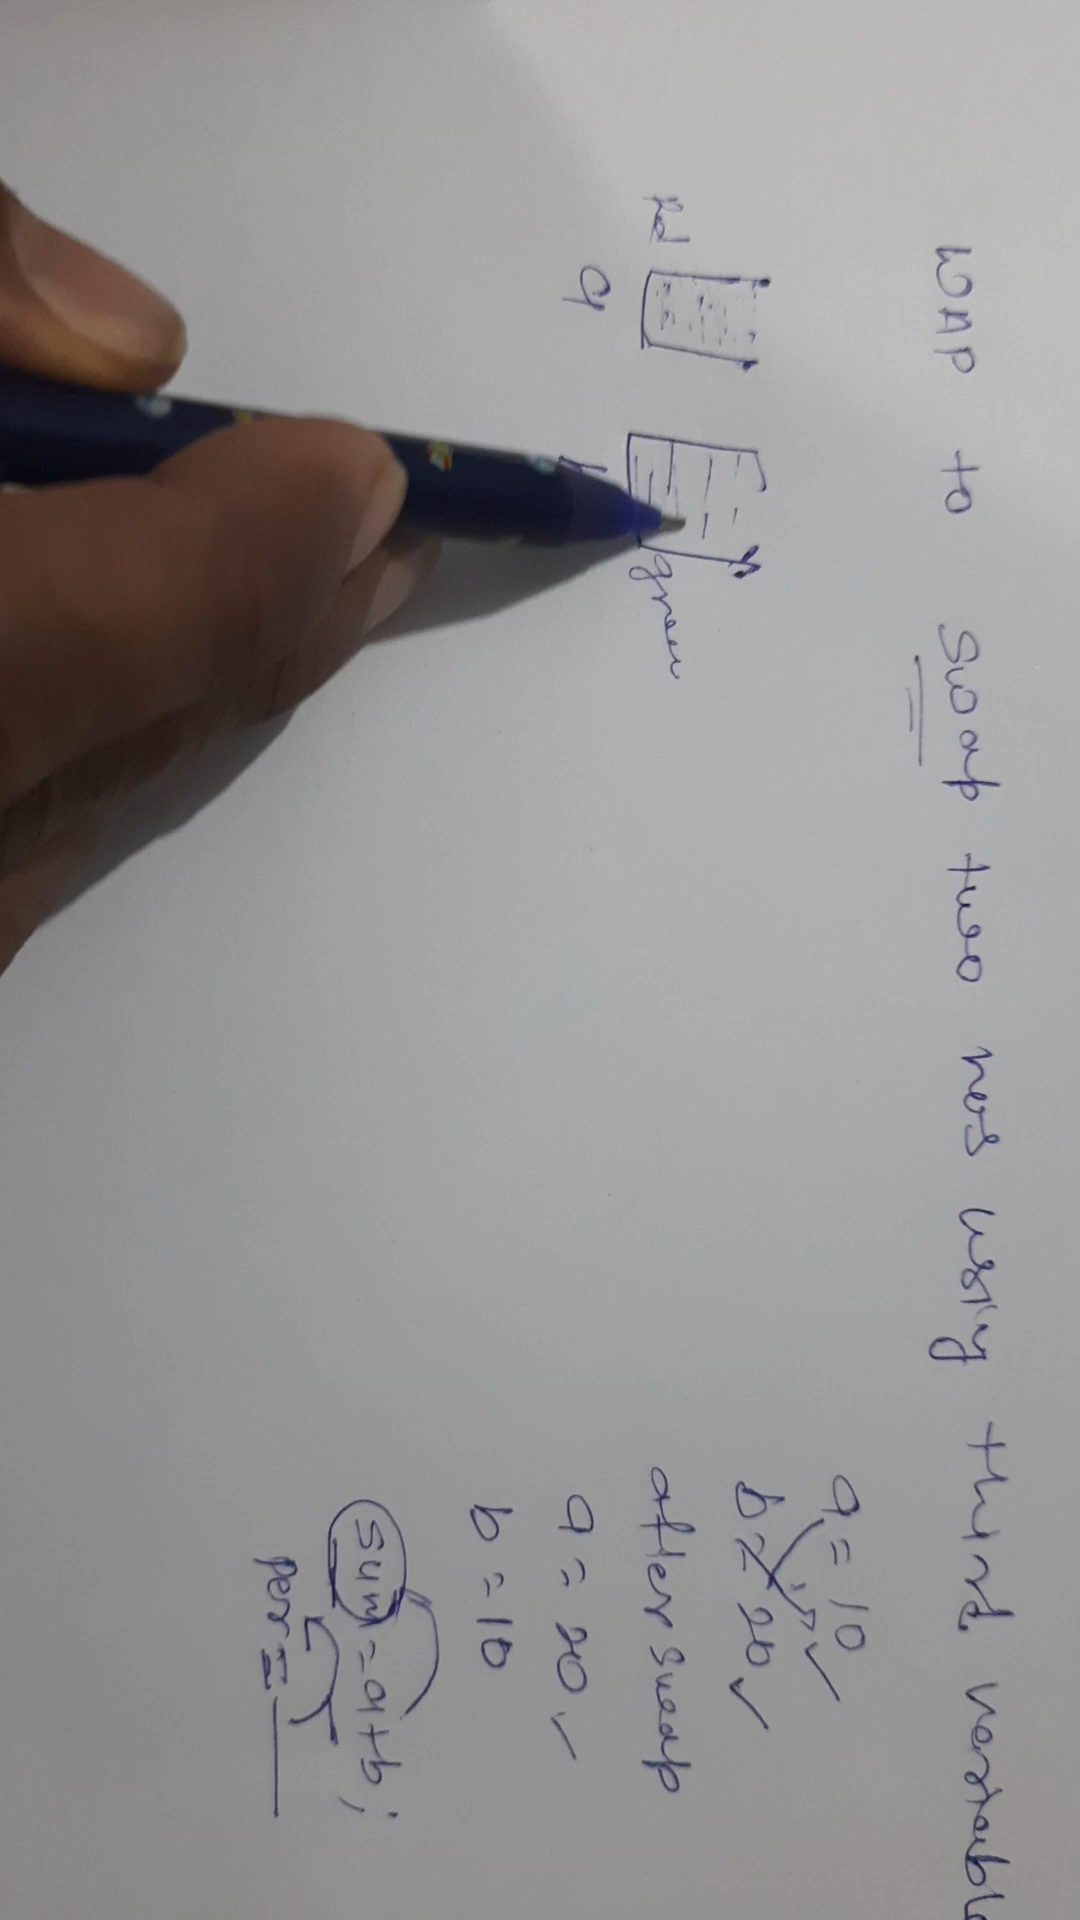 WAP to swap two nos using third variable
a = 10
b = 20
after swap
a = 20
b = 10
Sum = a+b;
per =
Red
green
a
b